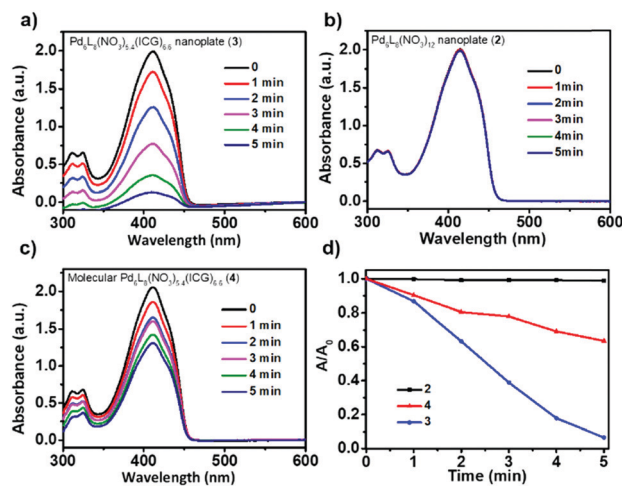 a)
Pd6L8(NO3)5.4(ICG)6.6 nanoplate (3)
0
1 min
2 min
3 min
4 min
5 min
Absorbance (a.u.)
2.0
1.5
1.0
0.5
0.0
300 400 500 600
Wavelength (nm)
b)
Pd6L8(NO3)12 nanoplate (2)
0
1min
2min
3min
4min
5min
Absorbance (a.u.)
2.0
1.5
1.0
0.5
0.0
300 400 500 600
Wavelength (nm)
c)
Molecular Pd6L8(NO3)5.4(ICG)6.6 (4)
0
1 min
2 min
3 min
4 min
5 min
Absorbance (a.u.)
2.0
1.5
1.0
0.5
0.0
300 400 500 600
Wavelength (nm)
d)
A/A0
1.0
0.8
0.6
0.4
0.2
0.0
2
4
3
0 1 2 3 4 5
Time (min)